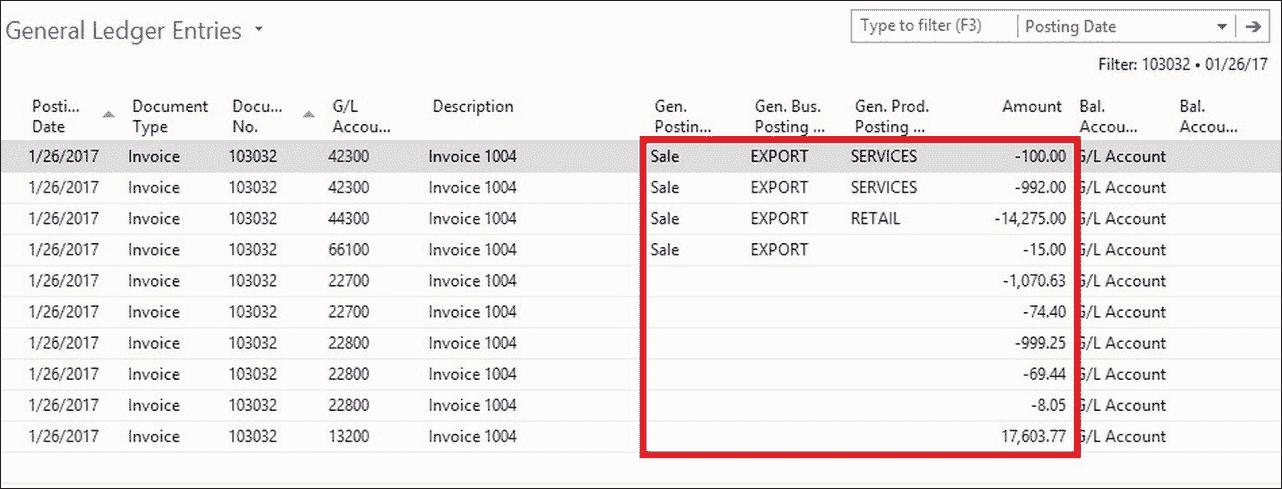 General Ledger Entries
Type to filter (F3) Posting Date
Filter: 103032 • 01/26/17
Posti... Document Docu... G/L Description Gen. Gen. Bus. Gen. Prod. Amount Bal. Bal.
Date Type No. Accou... Postin... Posting ... Posting ... Accou... Accou...
1/26/2017 Invoice 103032 42300 Invoice 1004 Sale EXPORT SERVICES -100.00 G/L Account
1/26/2017 Invoice 103032 42300 Invoice 1004 Sale EXPORT SERVICES -992.00 G/L Account
1/26/2017 Invoice 103032 44300 Invoice 1004 Sale EXPORT RETAIL -14,275.00 G/L Account
1/26/2017 Invoice 103032 66100 Invoice 1004 Sale EXPORT -15.00 G/L Account
1/26/2017 Invoice 103032 22700 Invoice 1004 -1,070.63 G/L Account
1/26/2017 Invoice 103032 22700 Invoice 1004 -74.40 G/L Account
1/26/2017 Invoice 103032 22800 Invoice 1004 -999.25 G/L Account
1/26/2017 Invoice 103032 22800 Invoice 1004 -69.44 G/L Account
1/26/2017 Invoice 103032 22800 Invoice 1004 -8.05 G/L Account
1/26/2017 Invoice 103032 13200 Invoice 1004 17,603.77 G/L Account